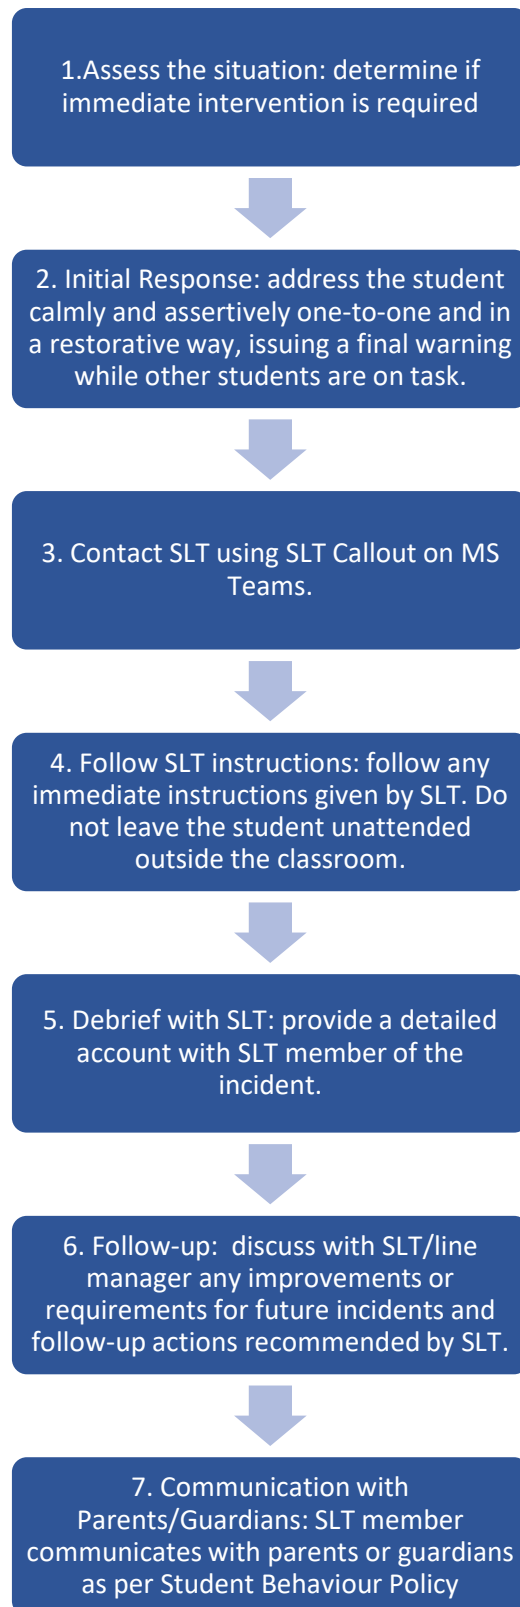 1.Assess the situation: determine if
immediate intervention is required
2. Initial Response: address the student
calmly and assertively one-to-one and in
a restorative way, issuing a final warning
while other students are on task.
3. Contact SLT using SLT Callout on MS
Teams.
4. Follow SLT instructions: follow any
immediate instructions given by SLT. Do
not leave the student unattended
outside the classroom.
5. Debrief with SLT: provide a detailed
account with SLT member of the
incident.
6. Follow-up:  discuss with SLT/line
manager any improvements or
requirements for future incidents and
follow-up actions recommended by SLT.
7. Communication with
Parents/Guardians: SLT member
communicates with parents or guardians
as per Student Behaviour Policy